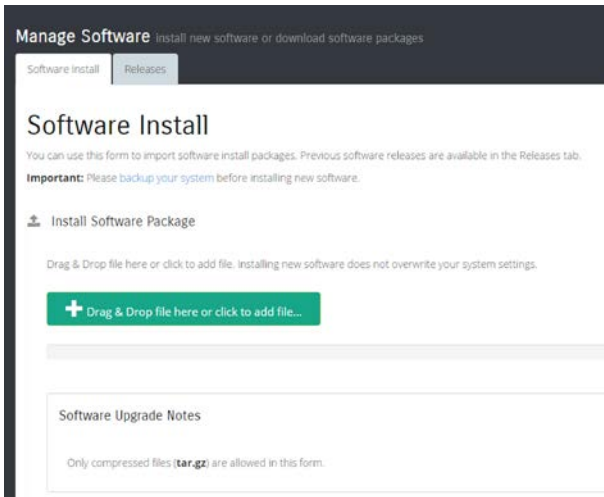 Manage Software install new software or download software packages
Software Install Releases
Software Install
You can use this form to import software install packages. Previous software releases are available in the Releases tab.
Important: Please backup your system before installing new software.
Install Software Package
Drag & Drop file here or click to add file. Installing new software does not overwrite your system settings.
Drag & Drop file here or click to add file...
Software Upgrade Notes
Only compressed files (tar.gz) are allowed in this form.